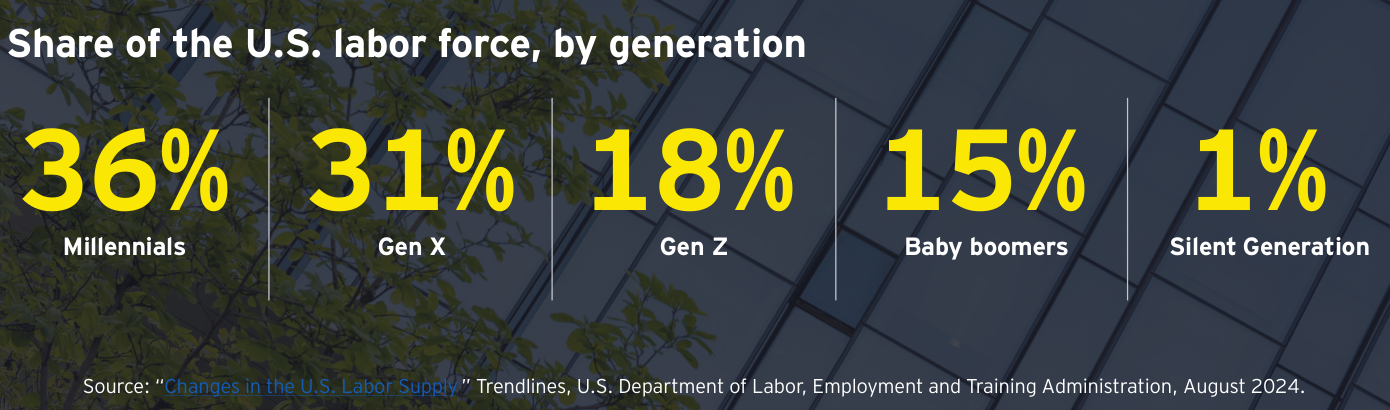 Share of the U.S. labor force, by generation
36%
Millennials
31%
Gen X
18%
Gen Z
15%
Baby boomers
1%
Silent Generation
Source: “Changes in the U.S. Labor Supply” Trendlines, U.S. Department of Labor, Employment and Training Administration, August 2024.